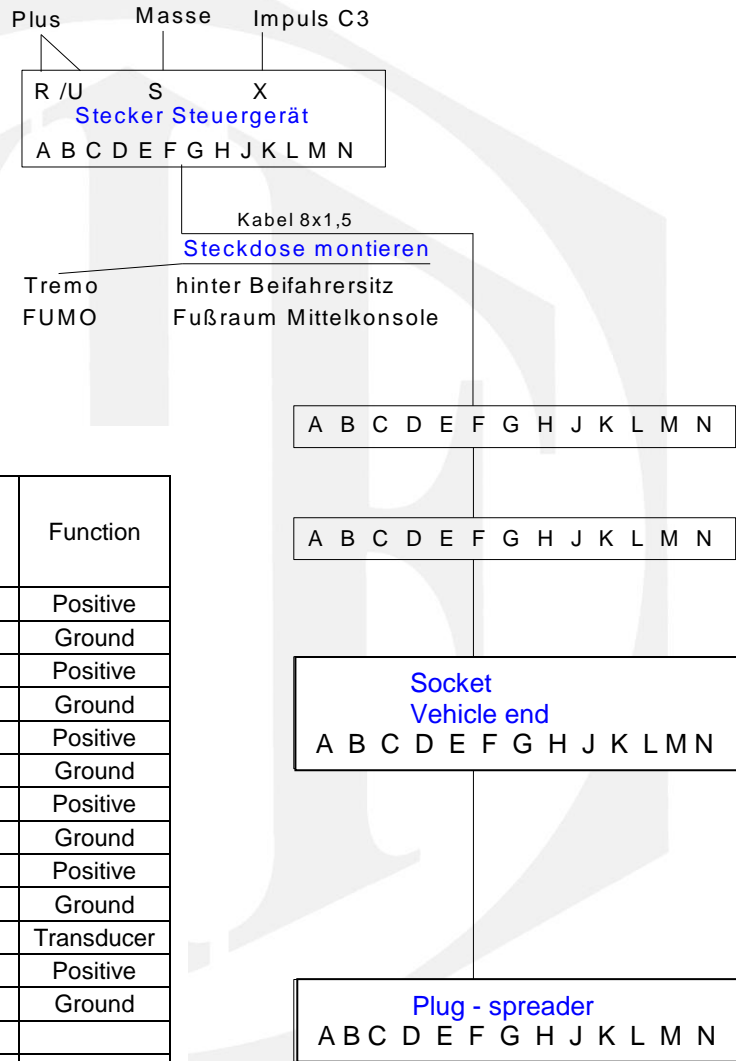 Plus Masse Impuls C3
R /U S X
Stecker Steuergerät
A B C D E F G H J K L M N
Kabel 8x1,5
Steckdose montieren
Tremo hinter Beifahrersitz
FUMO Fußraum Mittelkonsole
A B C D E F G H J K L M N
A B C D E F G H J K L M N
Socket
Vehicle end
A B C D E F G H J K L M N
Plug - spreader
A B C D E F G H J K L M N
Function
Positive
Ground
Positive
Ground
Positive
Ground
Positive
Ground
Positive
Ground
Transducer
Positive
Ground